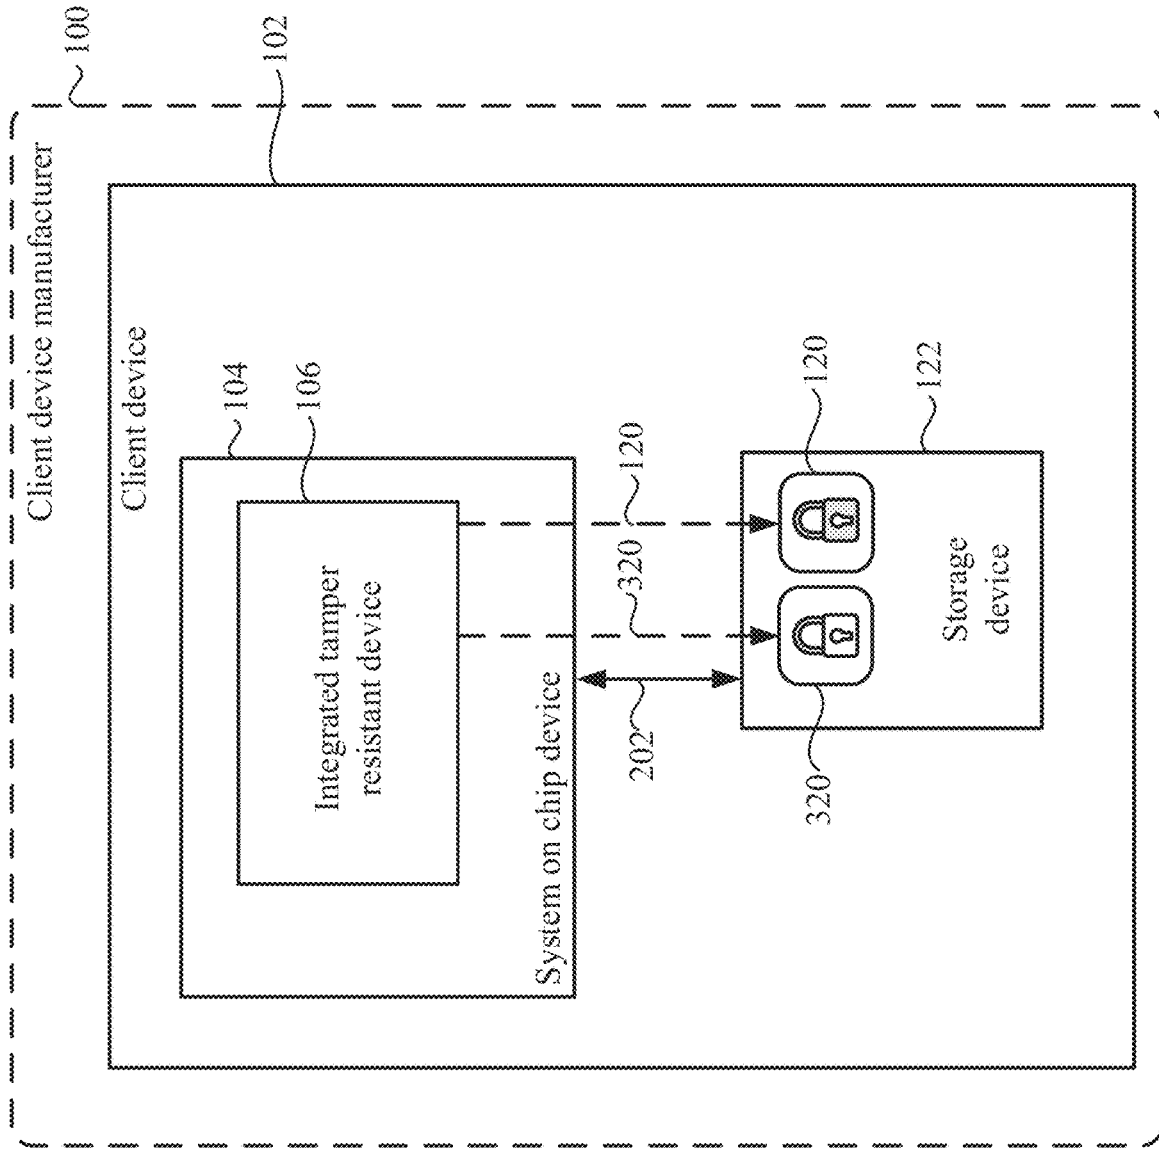 Client device manufacturer
100
Client device
102
104
106
Integrated tamper
resistant device
System on chip device
202
320
120
320
120
Storage
device
122